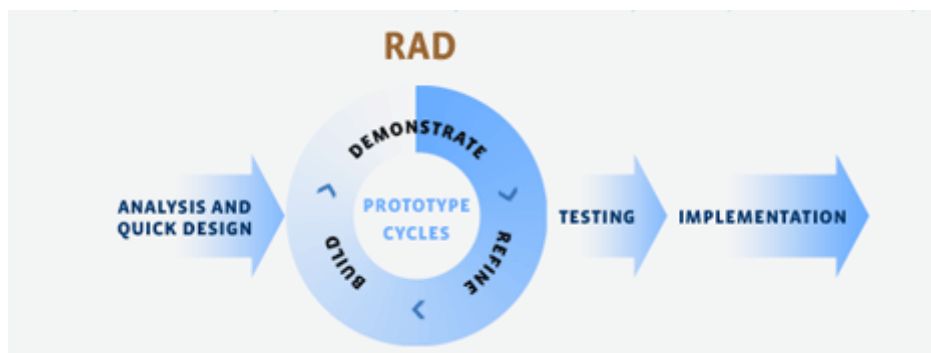 RAD
ANALYSIS AND
QUICK DESIGN
DEMONSTRATE
PROTOTYPE
CYCLES
REFINE
BUILD
TESTING
IMPLEMENTATION